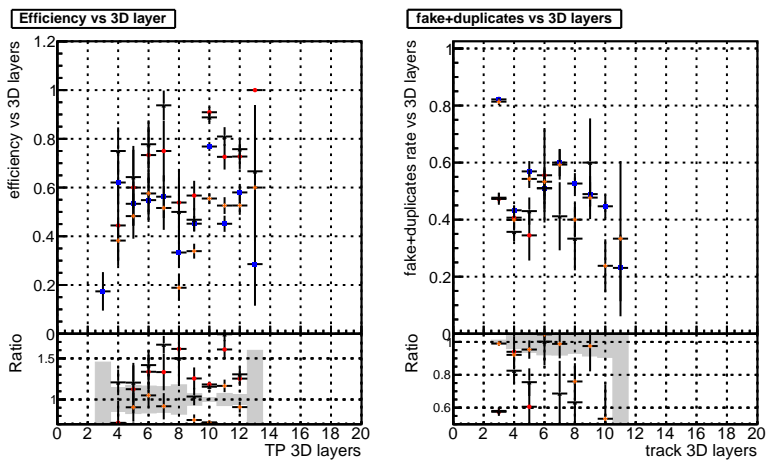 Efficiency vs 3D layer
fake+duplicates vs 3D layers
efficiency vs 3D layers
1.2
1
0.8
0.6
0.4
0.2
0
Ratio
1.5
1
0 2 4 6 8 10 12 14 16 18 20
TP 3D layers
fake+duplicates rate vs 3D layers
1
0.8
0.6
0.4
0.2
0
Ratio
1
0.8
0.6
0 2 4 6 8 10 12 14 16 18 20
track 3D layers